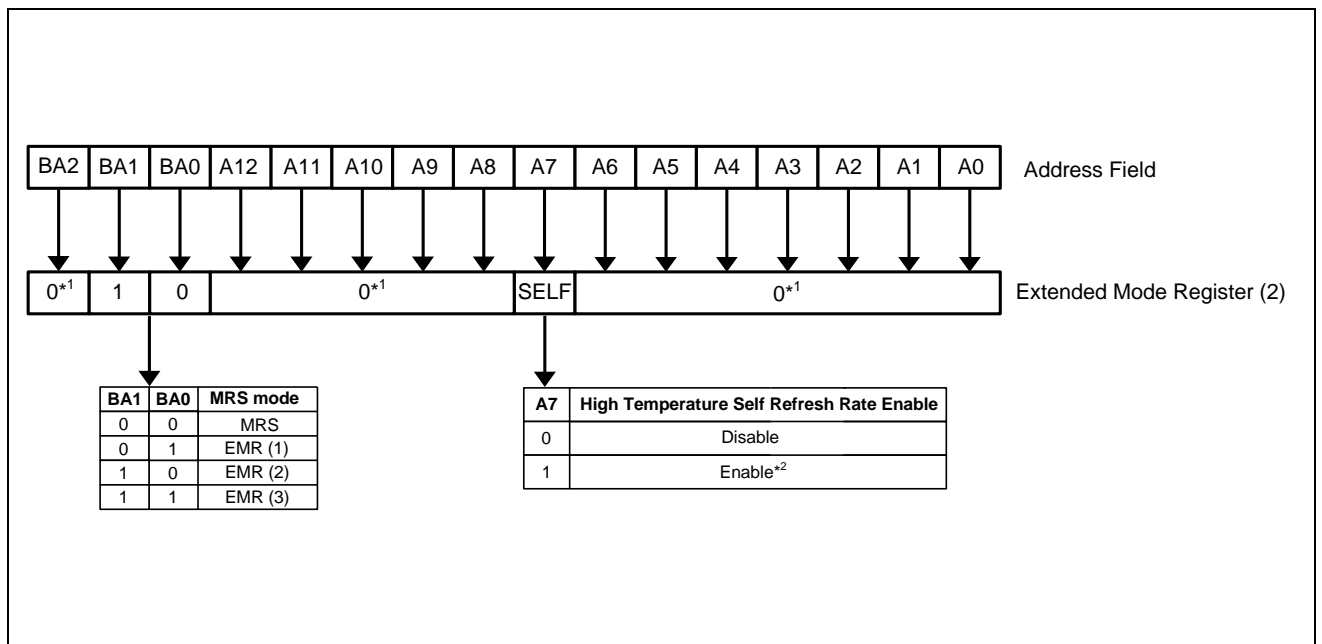 BA2 BA1 BA0 A12 A11 A10 A9 A8 A7 A6 A5 A4 A3 A2 A1 A0 Address Field
0*1 1 0 0*1 SELF 0*1 Extended Mode Register (2)
BA1 BA0 MRS mode
0 0 MRS
0 1 EMR (1)
1 0 EMR (2)
1 1 EMR (3)
A7 High Temperature Self Refresh Rate Enable
0 Disable
1 Enable*2